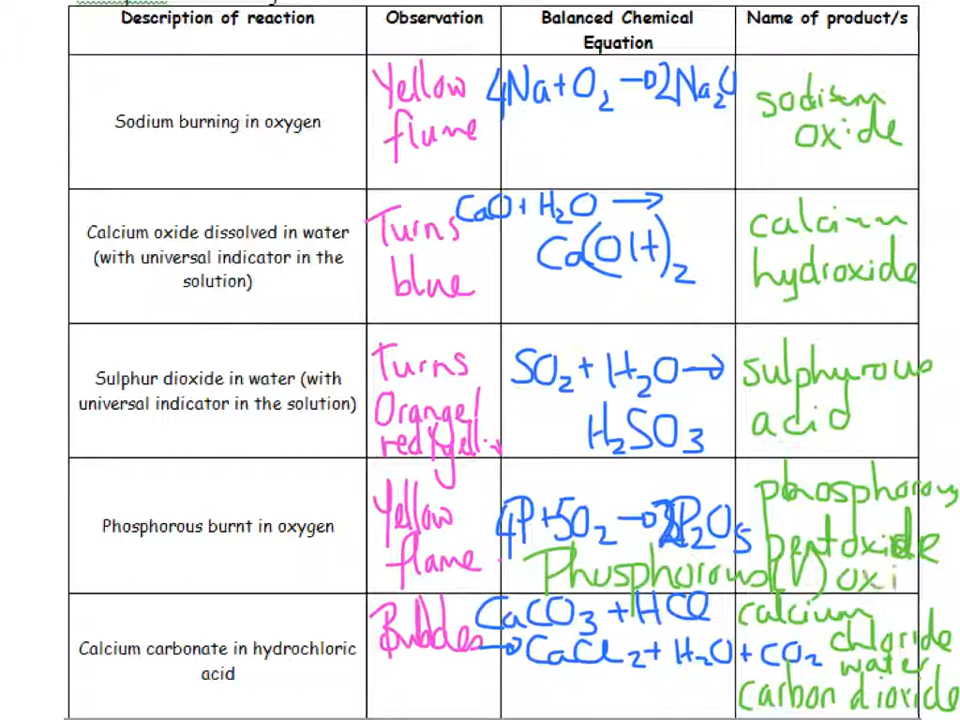 Description of reaction
Observation
Balanced Chemical
Equation
Name of product/s
Sodium burning in oxygen
Yellow
flame
4Na+O₂ → 2Na₂O
sodium
oxide
Calcium oxide dissolved in water
(with universal indicator in the
solution)
Turns
blue
CaO + H₂O →
Ca(OH)₂
calcium
hydroxide
Sulphur dioxide in water (with
universal indicator in the solution)
Turns
Orange/
red/yellow
SO₂ + H₂O →
H₂SO₃
sulphurous
acid
Phosphorous burnt in oxygen
Yellow
flame
4P+5O₂ → 2P₂O₅
phosphorous
pentoxide
Phosphorous (V) oxi
Calcium carbonate in hydrochloric
acid
Bubbles
CaCO₃ + HCl
→ CaCl₂ + H₂O + CO₂
calcium
chloride
water
carbon dioxide